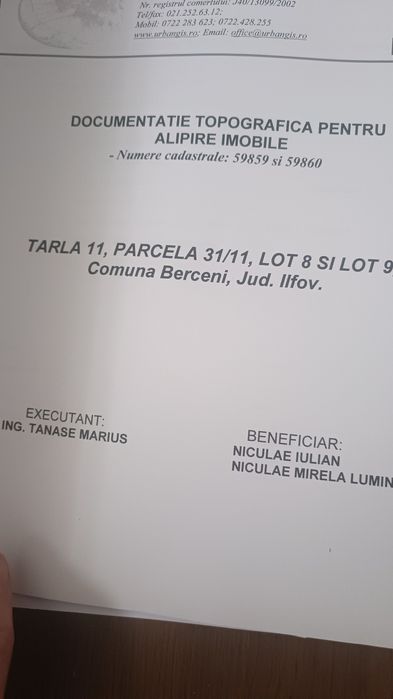 Nr. registrul comertului: J40/13099/2002
Tel/fax: 021.252.63.12;
Mobil: 0722 283 623; 0722.428.255
www.urbangis.ro; Email: office@urbangis.ro
DOCUMENTATIE TOPOGRAFICA PENTRU
ALIPIRE IMOBILE
- Numere cadastrale: 59859 si 59860
TARLA 11, PARCELA 31/11, LOT 8 SI LOT 9
Comuna Berceni, Jud. Ilfov.
EXECUTANT:
ING. TANASE MARIUS
BENEFICIAR:
NICULAE IULIAN
NICULAE MIRELA LUMIN